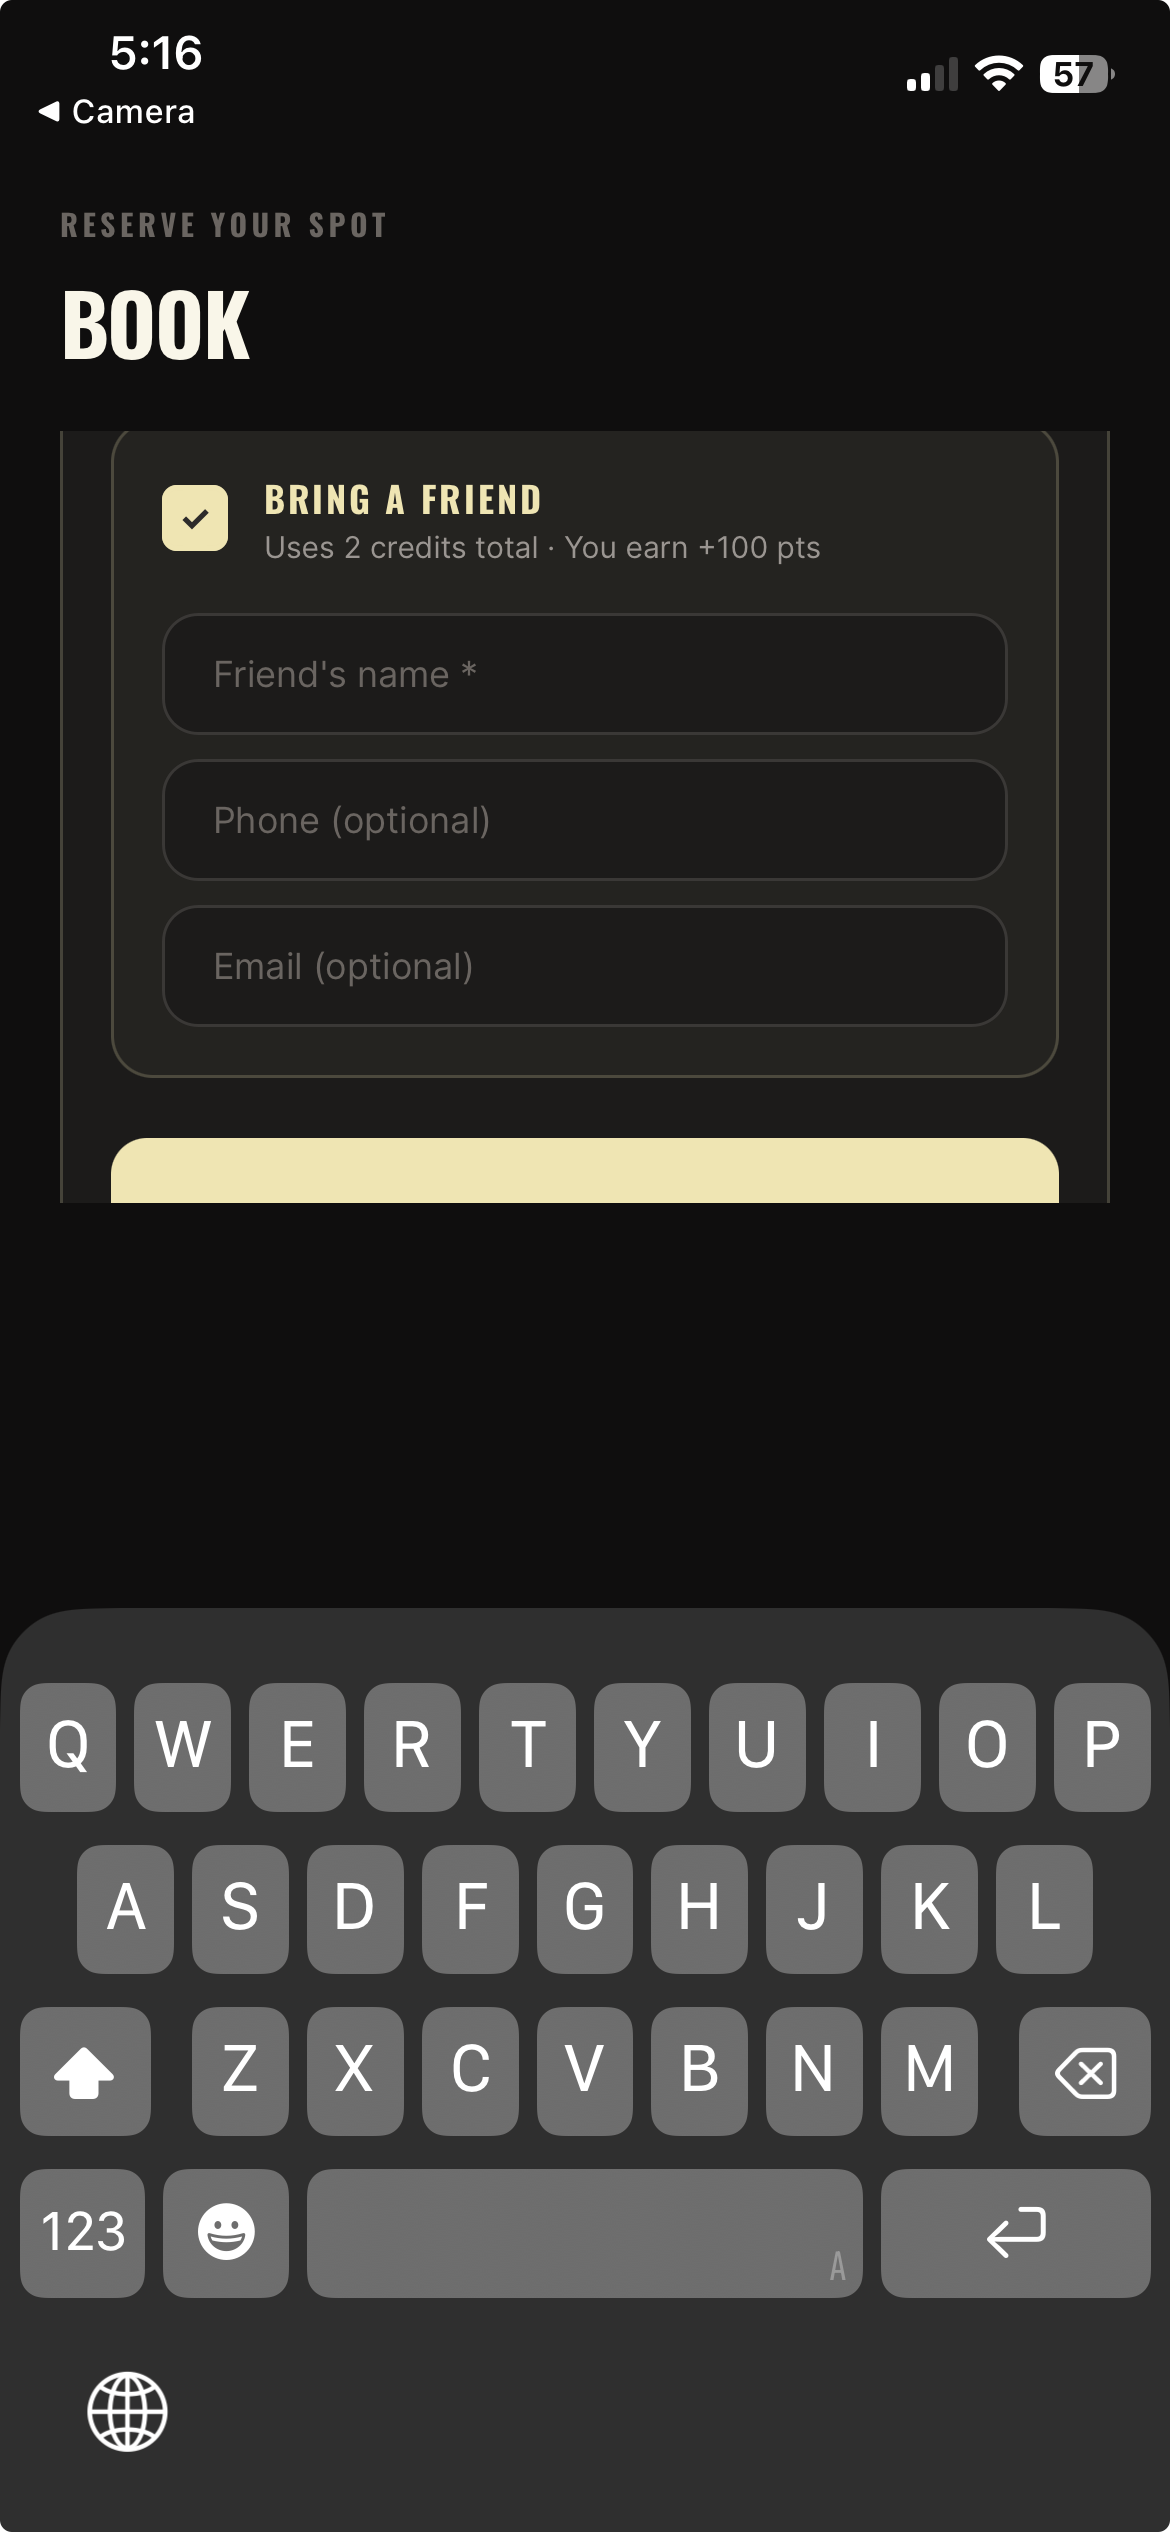 5:16
57
Camera
RESERVE YOUR SPOT
BOOK
BRING A FRIEND
Uses 2 credits total · You earn +100 pts
Friend's name *
Phone (optional)
Email (optional)
Q W E R T Y U I O P
A S D F G H J K L
Z X C V B N M
123
A